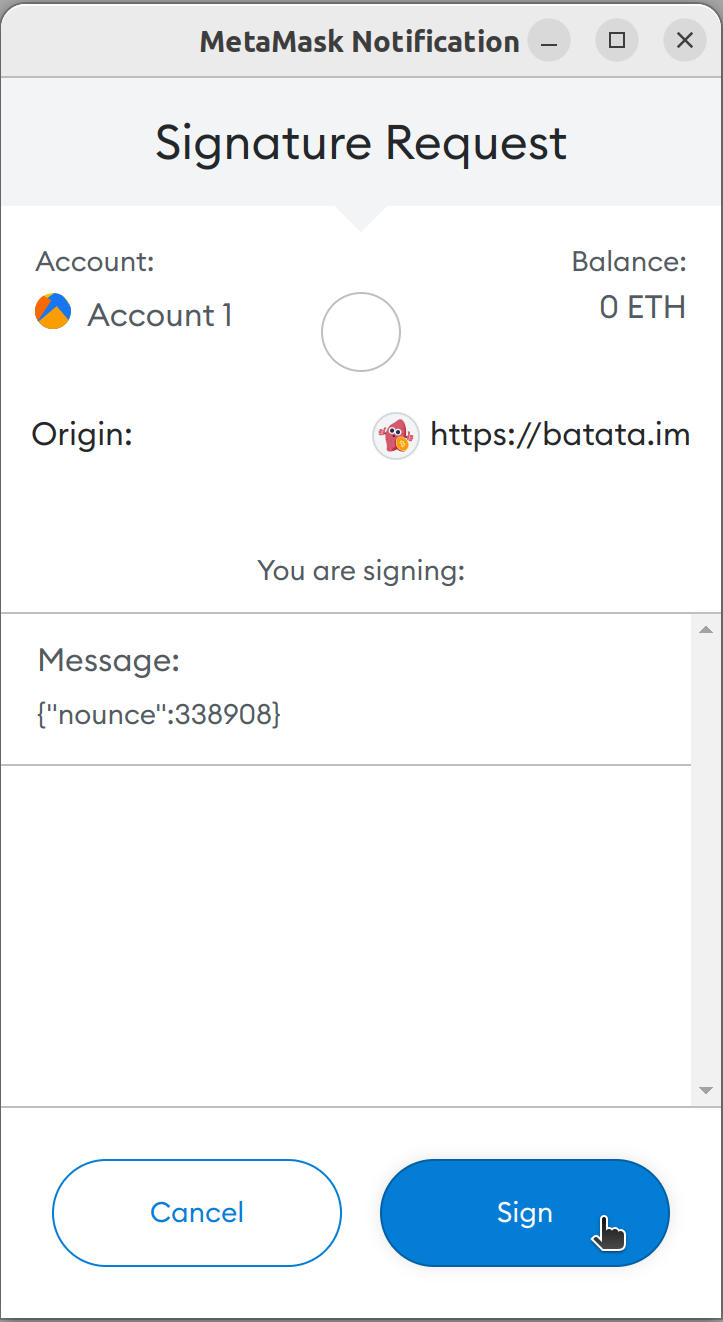 MetaMask Notification
Signature Request
Account:
Balance:
Account 1
0 ETH
Origin:
https://batata.im
You are signing:
Message:
{"nounce":338908}
Cancel
Sign